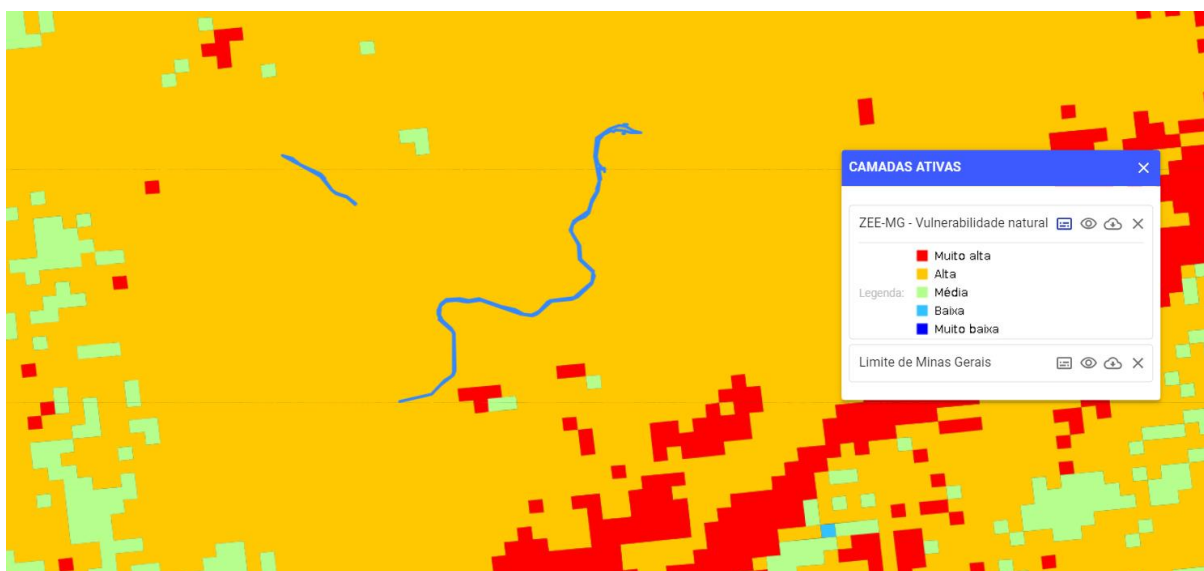 CAMADAS ATIVAS
ZEE-MG - Vulnerabilidade natural
Legenda:
Muito alta
Alta
Média
Baixa
Muito baixa
Limite de Minas Gerais